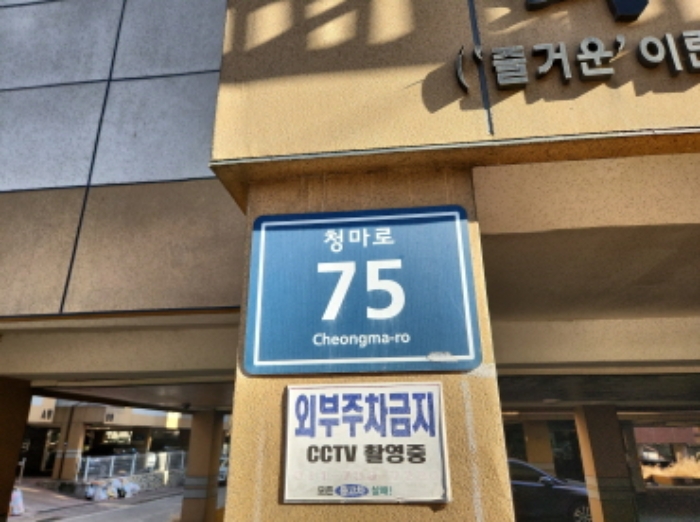 ('즐거운' 이란
청마로
75
Cheongma-ro
외부주차금지
CCTV 촬영중